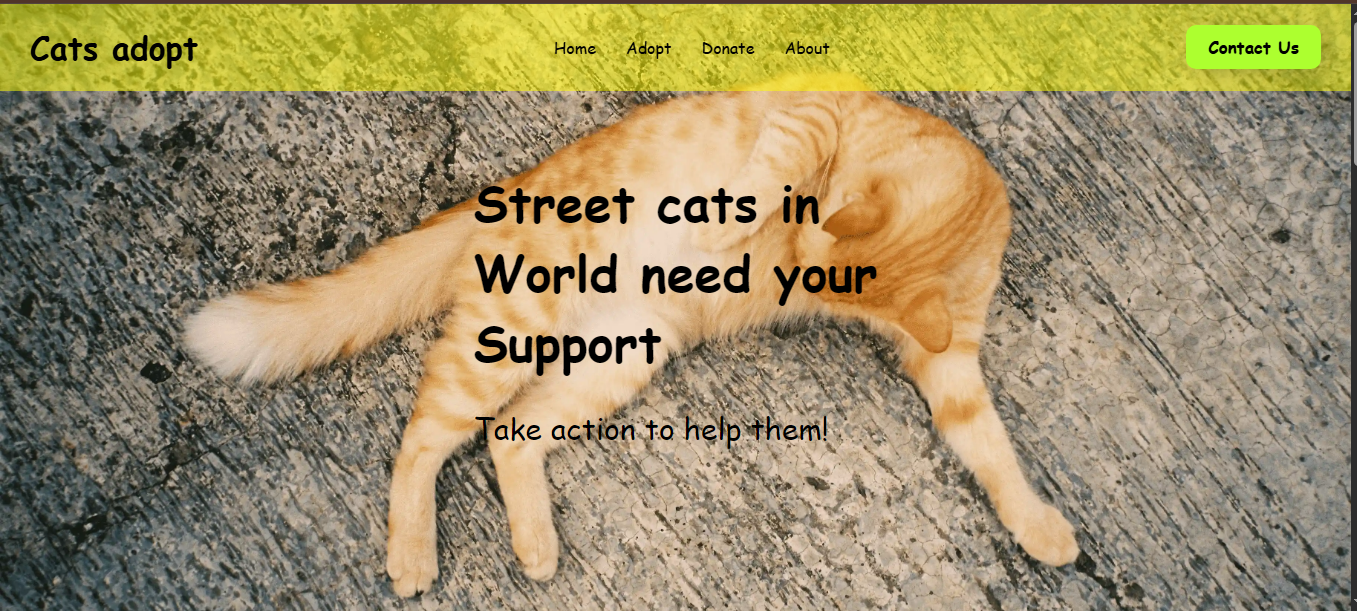 Cats adopt
Home Adopt Donate About
Contact Us
Street cats in
World need your
Support
Take action to help them!